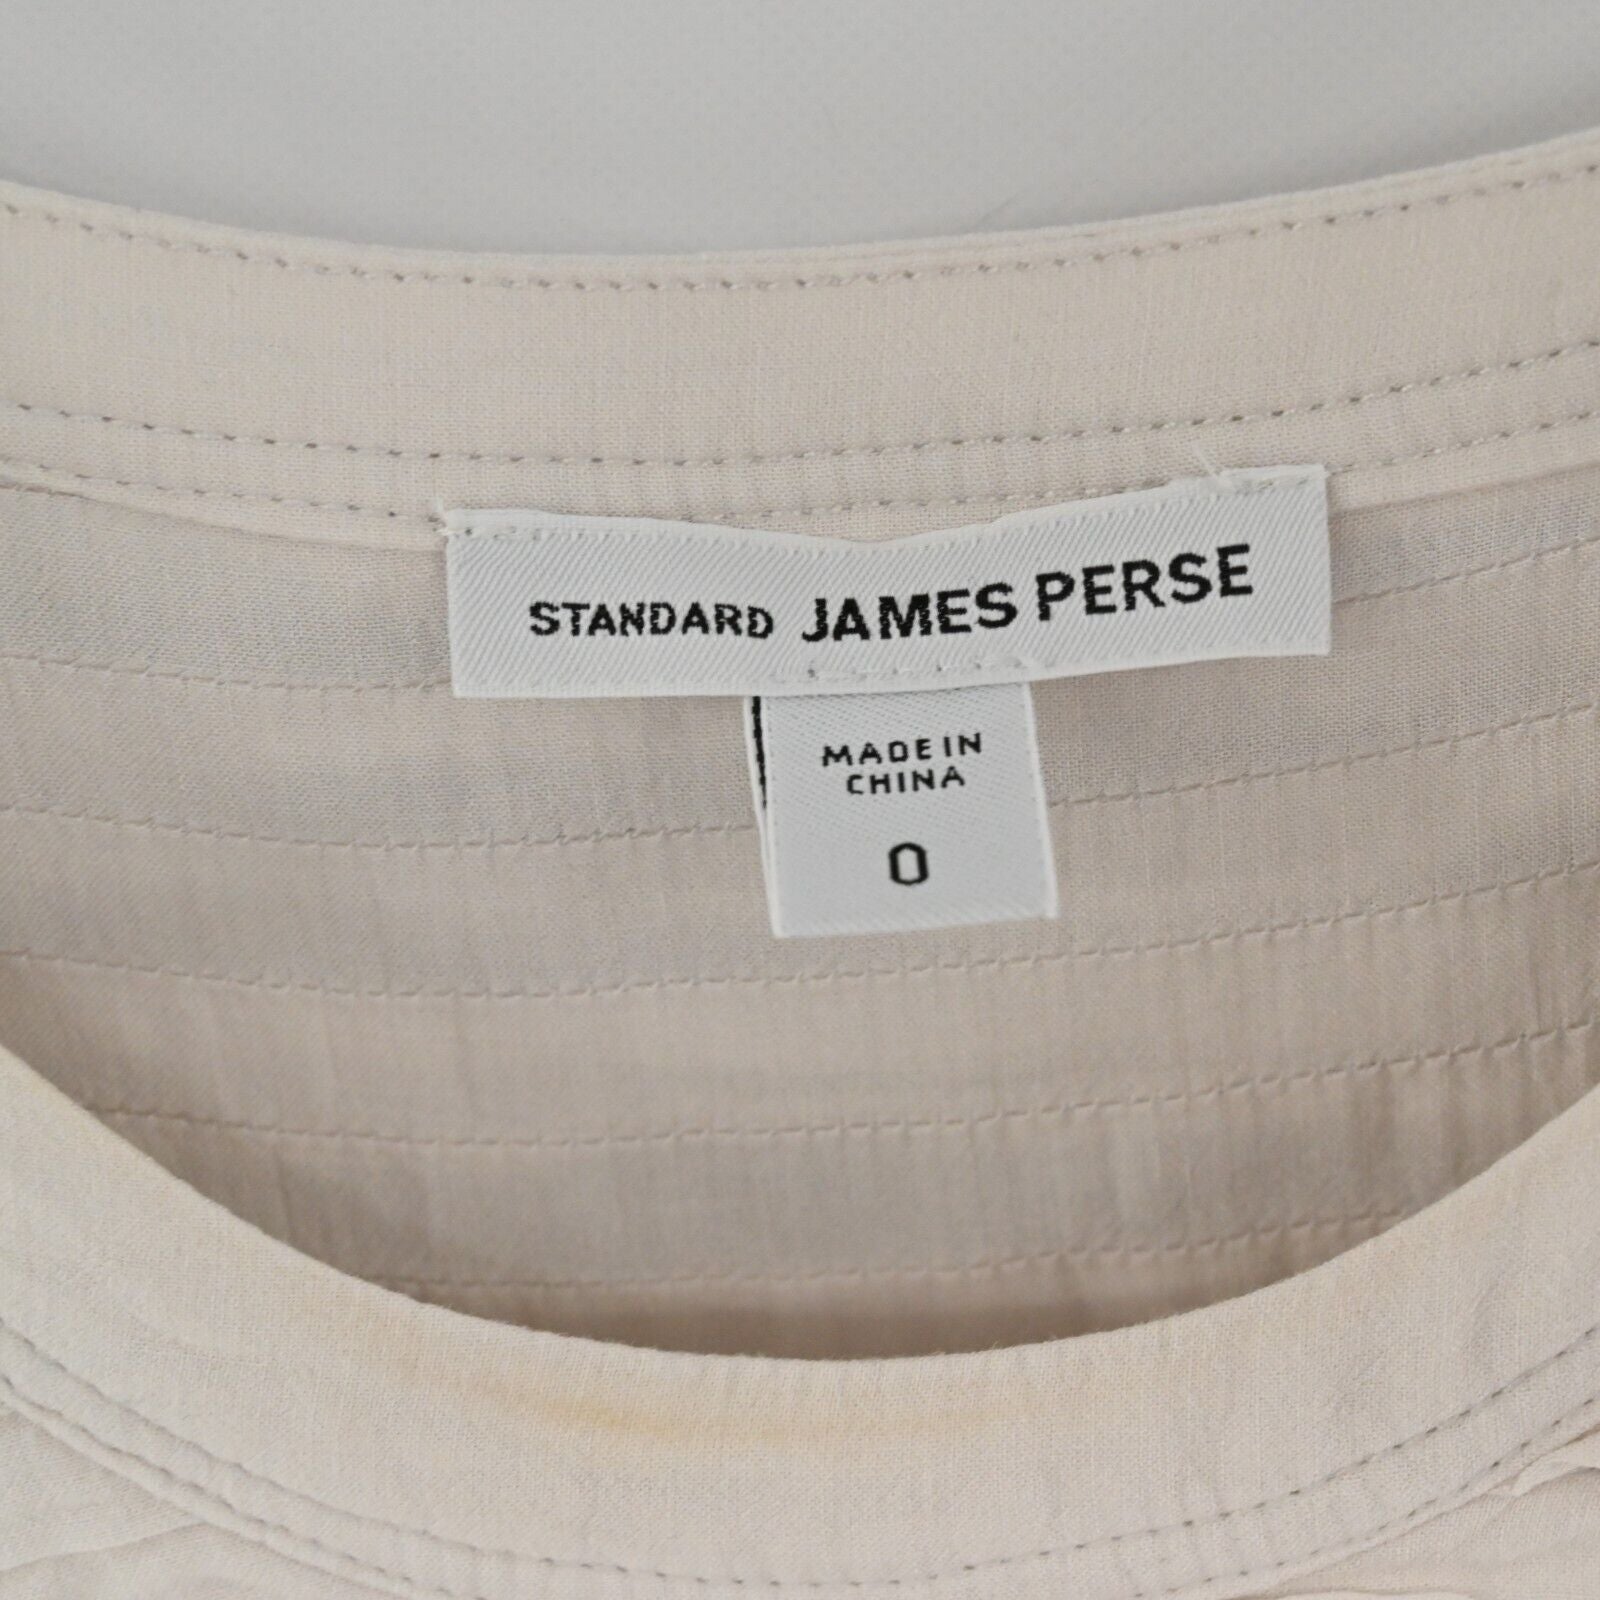 STANDARD JAMES PERSE
MADE IN
CHINA
0